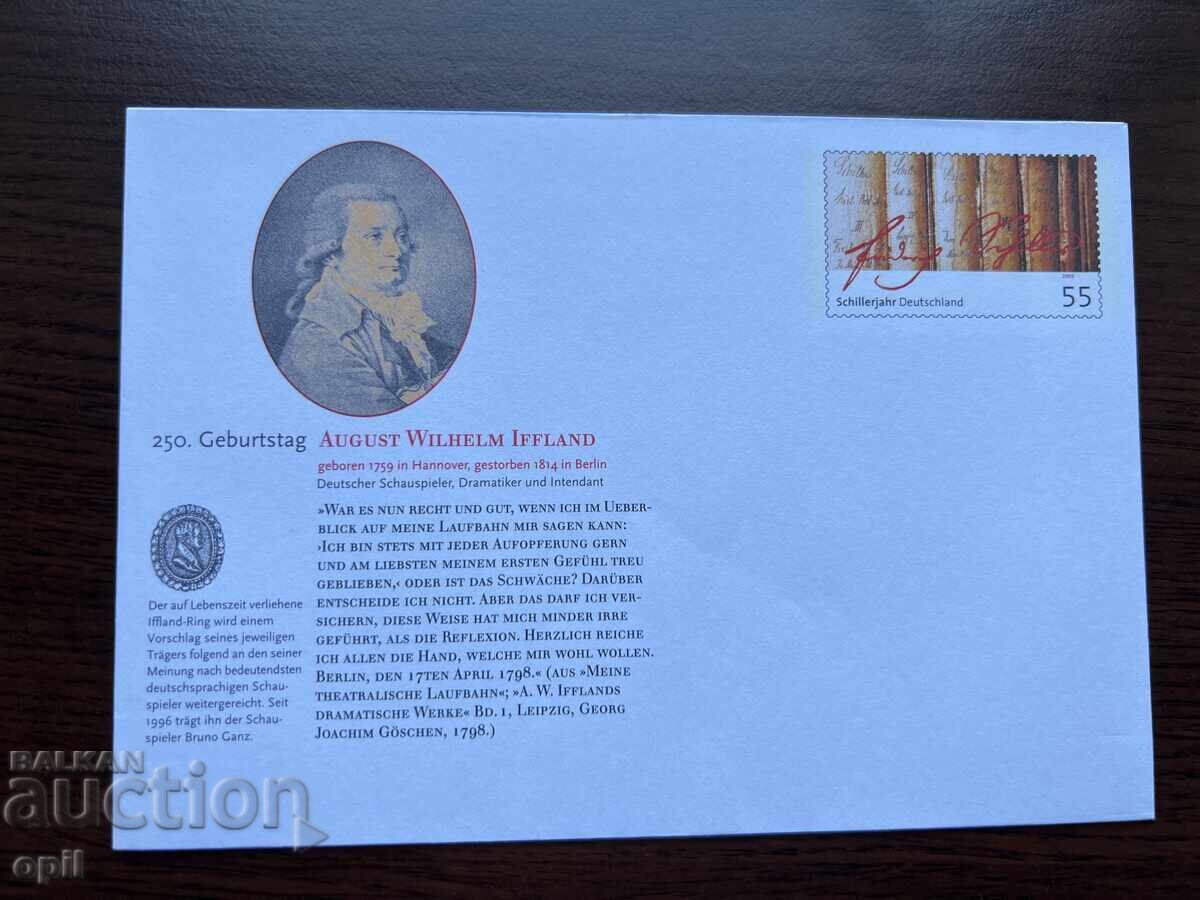 Friedrich Schiller
2005
Schillerjahr Deutschland
55
250. Geburtstag AUGUST WILHELM IFFLAND
geboren 1759 in Hannover, gestorben 1814 in Berlin
Deutscher Schauspieler, Dramatiker und Intendant
»WAR ES NUN RECHT UND GUT, WENN ICH IM UEBER-
BLICK AUF MEINE LAUFBAHN MIR SAGEN KANN:
›ICH BIN STETS MIT JEDER AUFOPFERUNG GERN
UND AM LIEBSTEN MEINEM ERSTEN GEFÜHL TREU
GEBLIEBEN,‹ ODER IST DAS SCHWÄCHE? DARÜBER
ENTSCHEIDE ICH NICHT. ABER DAS DARF ICH VER-
SICHERN, DIESE WEISE HAT MICH MINDER IRRE
GEFÜHRT, ALS DIE REFLEXION. HERZLICH REICHE
ICH ALLEN DIE HAND, WELCHE MIR WOHL WOLLEN.
BERLIN, DEN 17TEN APRIL 1798.« (AUS »MEINE
THEATRALISCHE LAUFBAHN«; »A. W. IFFLANDS
DRAMATISCHE WERKE« BD. 1, LEIPZIG, GEORG
JOACHIM GÖSCHEN, 1798.)
Der auf Lebenszeit verliehene
Iffland-Ring wird einem
Vorschlag seines jeweiligen
Trägers folgend an den seiner
Meinung nach bedeutendsten
deutschsprachigen Schau-
spieler weitergereicht. Seit
1996 trägt ihn der Schau-
spieler Bruno Ganz.
BALKAN
auction
opil